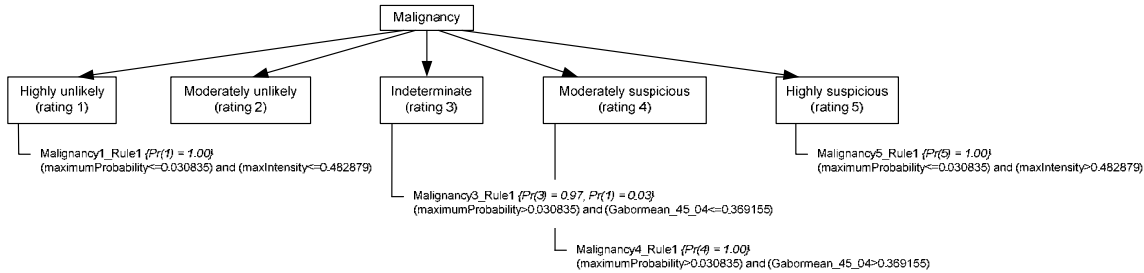 Malignancy
Highly unlikely
(rating 1)
Moderately unlikely
(rating 2)
Indeterminate
(rating 3)
Moderately suspicious
(rating 4)
Highly suspicious
(rating 5)
Malignancy1_Rule1 {Pr(1) = 1.00}
(maximumProbability<=0.030835) and (maxIntensity<=0.482879)
Malignancy5_Rule1 {Pr(5) = 1.00}
(maximumProbability<=0.030835) and (maxIntensity>0.482879)
Malignancy3_Rule1 {Pr(3) = 0.97, Pr(1) = 0.03}
(maximumProbability>0.030835) and (Gabormean_45_04<=0.369155)
Malignancy4_Rule1 {Pr(4) = 1.00}
(maximumProbability>0.030835) and (Gabormean_45_04>0.369155)